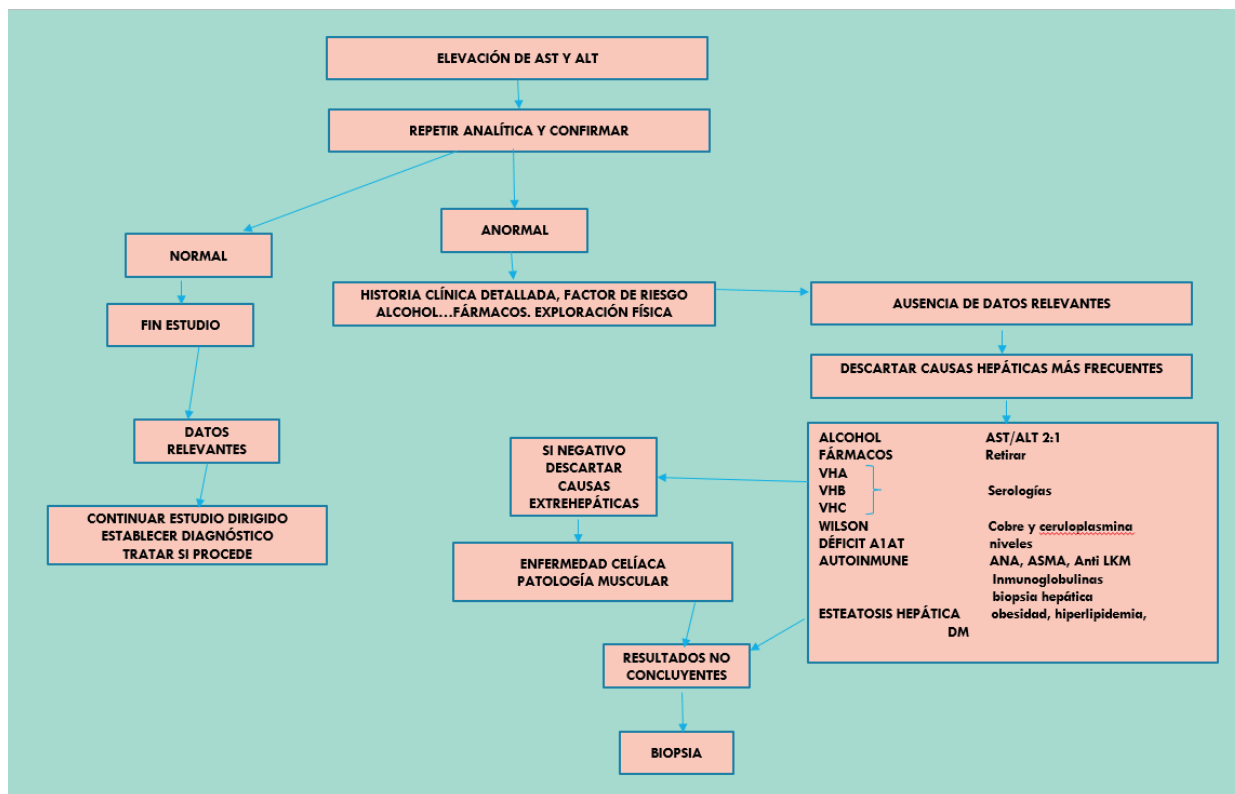 ELEVACIÓN DE AST Y ALT
REPETIR ANALÍTICA Y CONFIRMAR
NORMAL
ANORMAL
FIN ESTUDIO
HISTORIA CLÍNICA DETALLADA, FACTOR DE RIESGO
ALCOHOL...FÁRMACOS. EXPLORACIÓN FÍSICA
AUSENCIA DE DATOS RELEVANTES
DESCARTAR CAUSAS HEPÁTICAS MÁS FRECUENTES
DATOS
RELEVANTES
CONTINUAR ESTUDIO DIRIGIDO
ESTABLECER DIAGNÓSTICO
TRATAR SI PROCEDE
SI NEGATIVO
DESCARTAR
CAUSAS
EXTREHEPÁTICAS
ALCOHOL AST/ALT 2:1
FÁRMACOS Retirar
VHA
VHB Serologías
VHC
WILSON Cobre y ceruloplasmina
DÉFICIT A1AT niveles
AUTOINMUNE ANA, ASMA, Anti LKM
Inmunoglobulinas
biopsia hepática
ESTEATOSIS HEPÁTICA obesidad, hiperlipidemia,
DM
ENFERMEDAD CELÍACA
PATOLOGÍA MUSCULAR
RESULTADOS NO
CONCLUYENTES
BIOPSIA